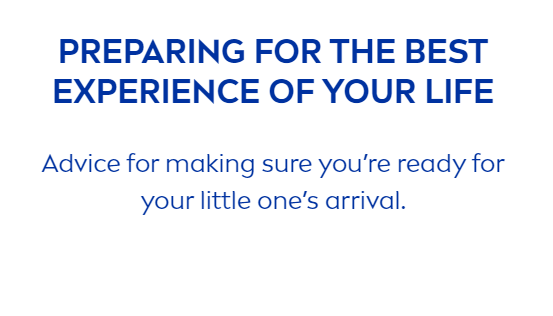 PREPARING FOR THE BEST
EXPERIENCE OF YOUR LIFE
Advice for making sure you’re ready for
your little one’s arrival.